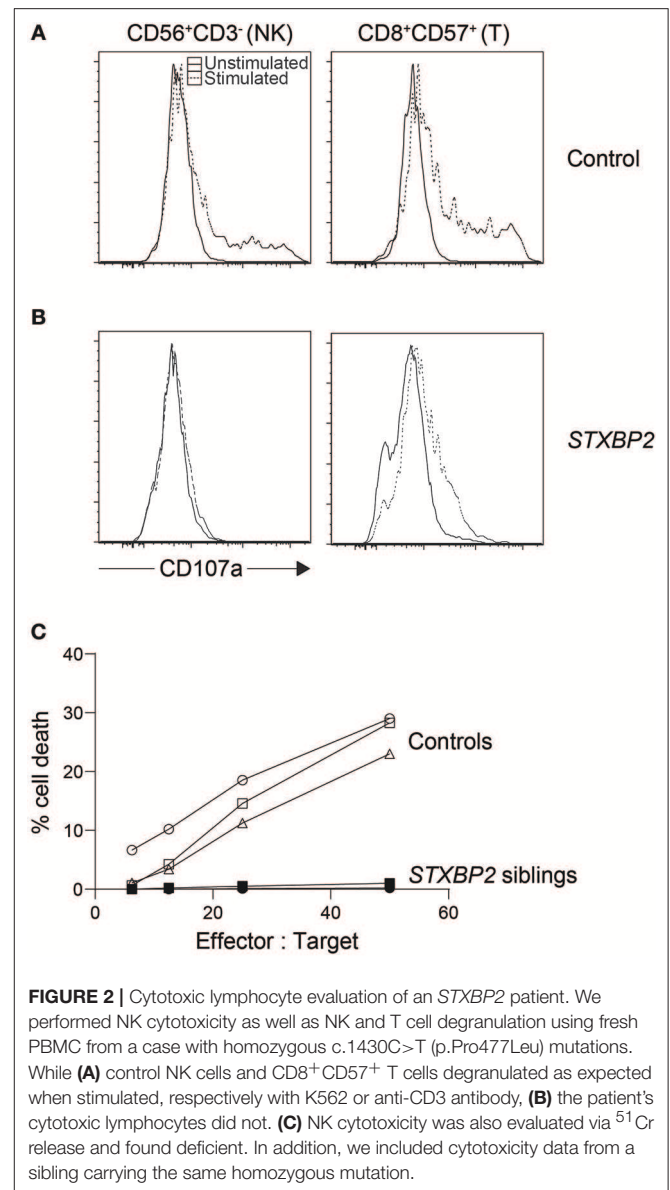 A
CD56⁺CD3⁻ (NK)
CD8⁺CD57⁺ (T)
Unstimulated
Stimulated
Control
B
STXBP2
CD107a
C
40
30
20
10
0
% cell death
Controls
STXBP2 siblings
0 20 40 60
Effector : Target
FIGURE 2 | Cytotoxic lymphocyte evaluation of an STXBP2 patient. We
performed NK cytotoxicity as well as NK and T cell degranulation using fresh
PBMC from a case with homozygous c.1430C>T (p.Pro477Leu) mutations.
While (A) control NK cells and CD8⁺CD57⁺ T cells degranulated as expected
when stimulated, respectively with K562 or anti-CD3 antibody, (B) the patient's
cytotoxic lymphocytes did not. (C) NK cytotoxicity was also evaluated via ⁵¹Cr
release and found deficient. In addition, we included cytotoxicity data from a
sibling carrying the same homozygous mutation.